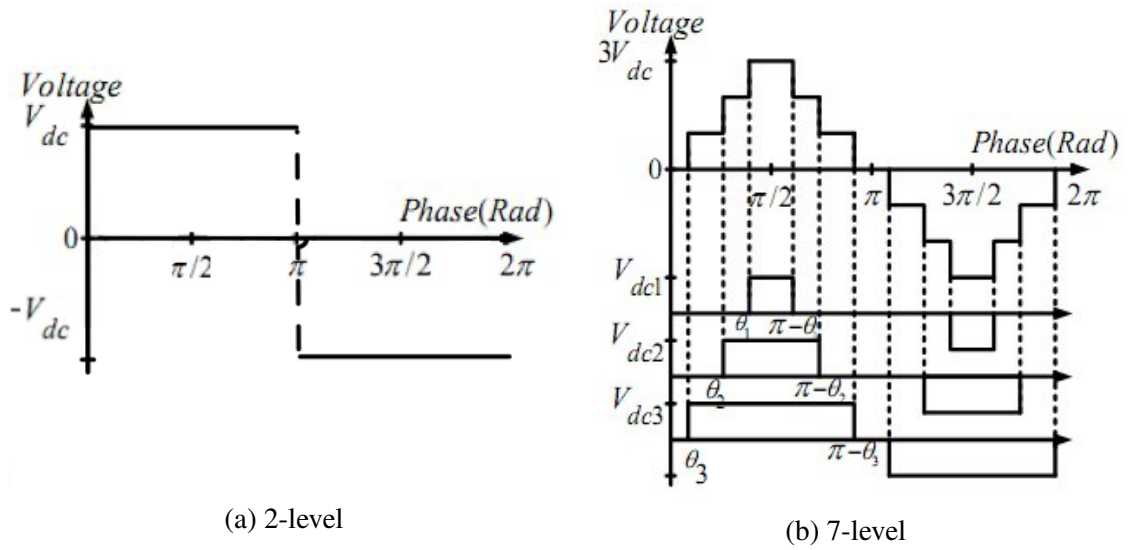 Voltage
V_dc
0
-V_dc
π/2
π
3π/2
2π
Phase(Rad)
(a) 2-level
Voltage
3V_dc
0
Phase(Rad)
π/2
π
3π/2
2π
V_dc1
θ_1
π-θ
V_dc2
θ_2
π-θ_2
V_dc3
θ_3
π-θ_3
(b) 7-level